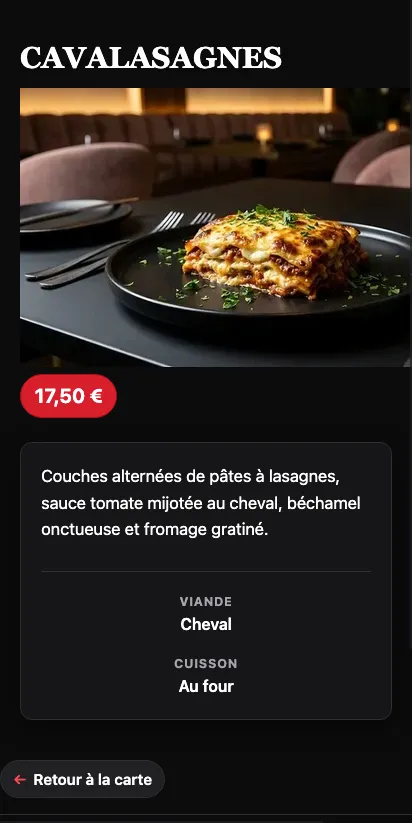 CAVALASAGNES
17,50 €
Couches alternées de pâtes à lasagnes,
sauce tomate mijotée au cheval, béchamel
onctueuse et fromage gratiné.
VIANDE
Cheval
CUISSON
Au four
← Retour à la carte